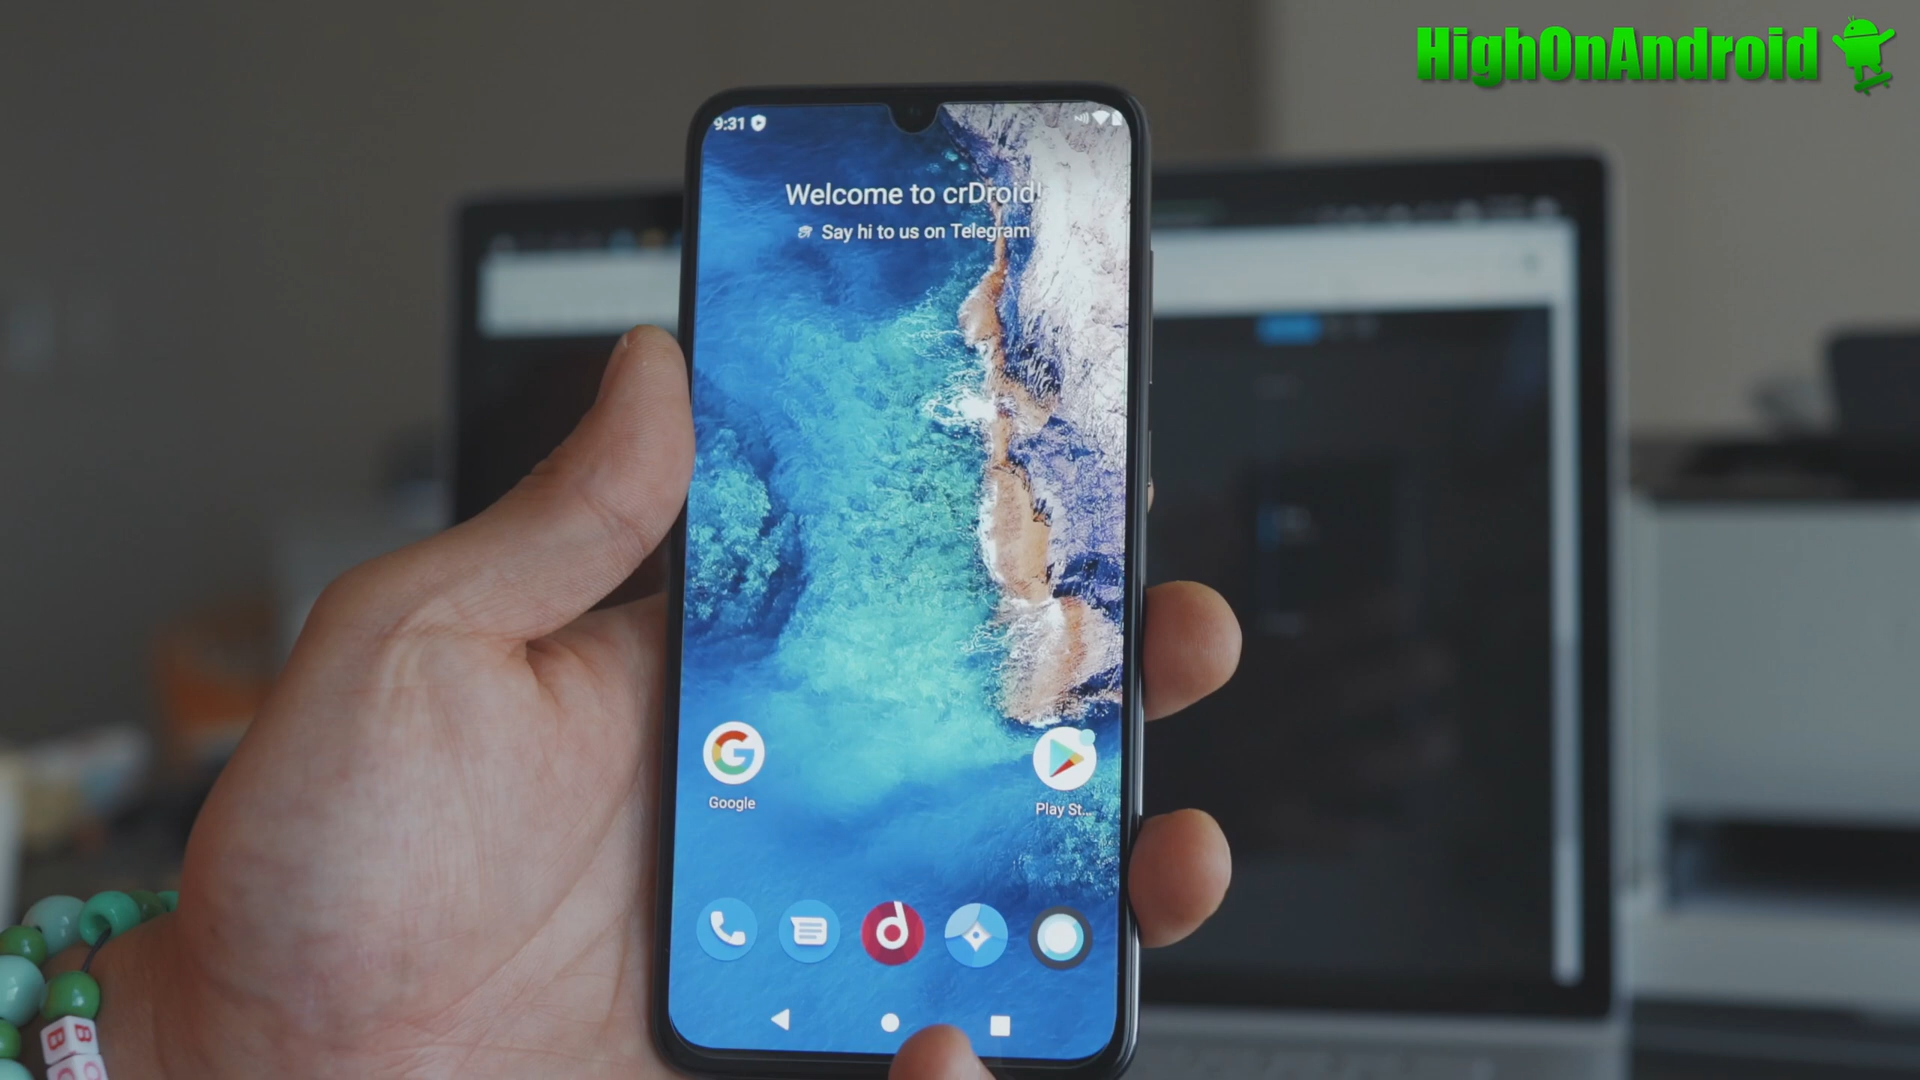 HighOnAndroid
9:31
Welcome to crDroid!
Say hi to us on Telegram
Google
Play St...
B B